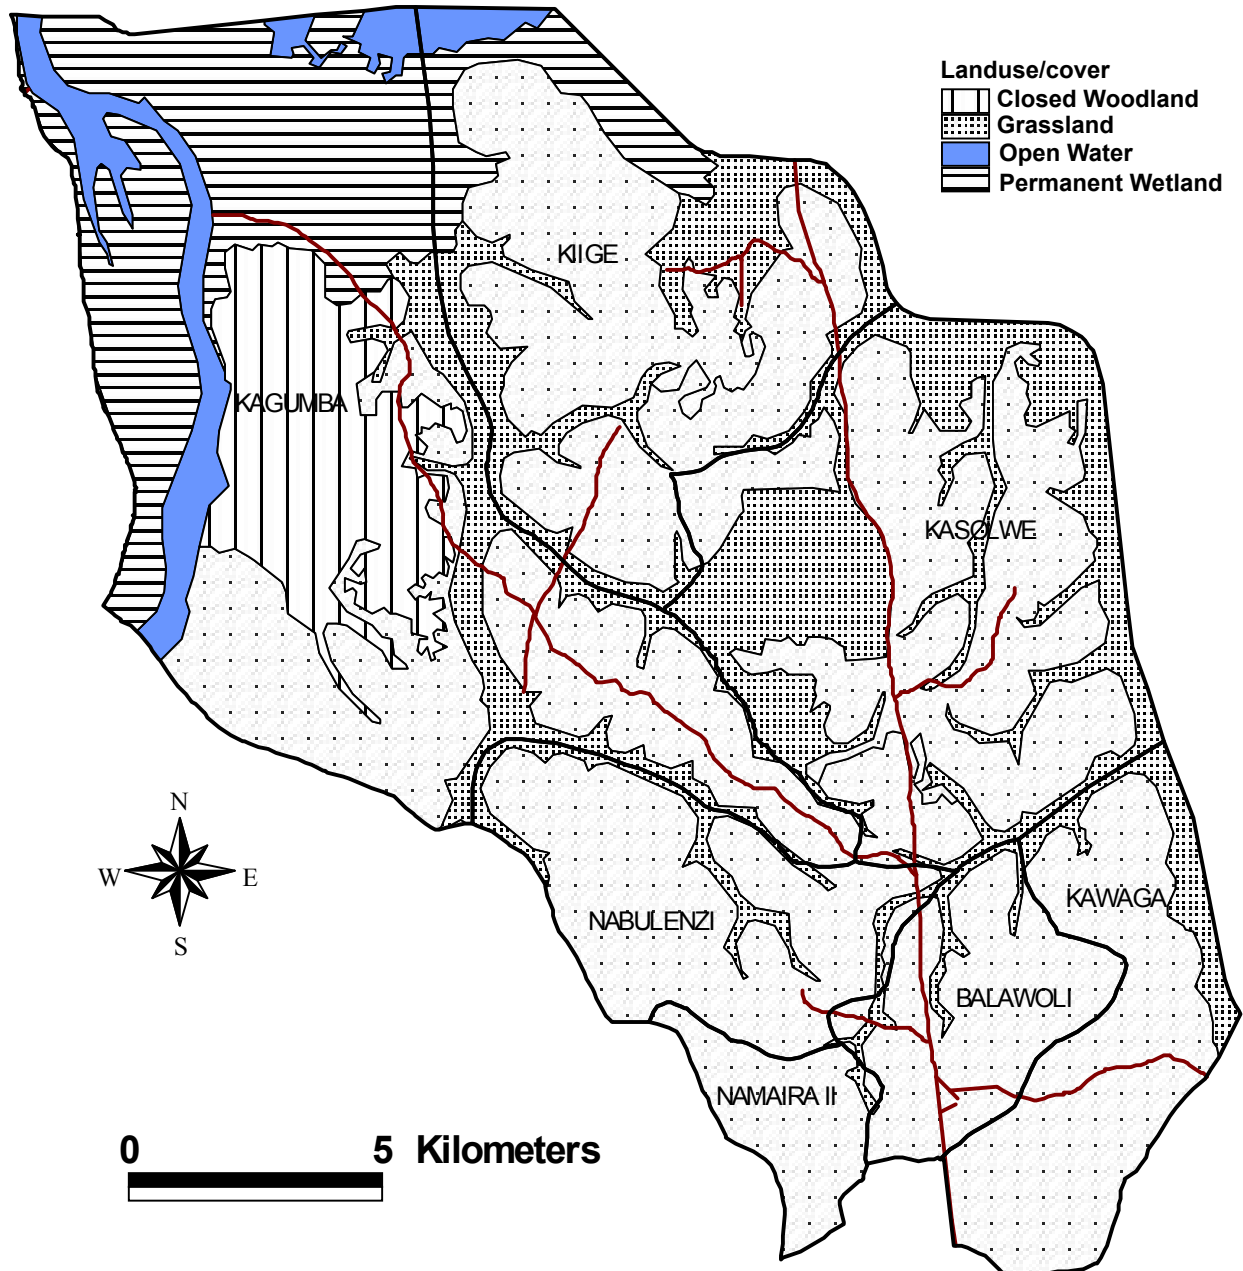 Landuse/cover
Closed Woodland
Grassland
Open Water
Permanent Wetland
KIIGE
KAGUMBA
KASOLWE
N
W E
S
KAWAGA
NABULENZI
BALAWOLI
NAMAIRA II
0 5 Kilometers